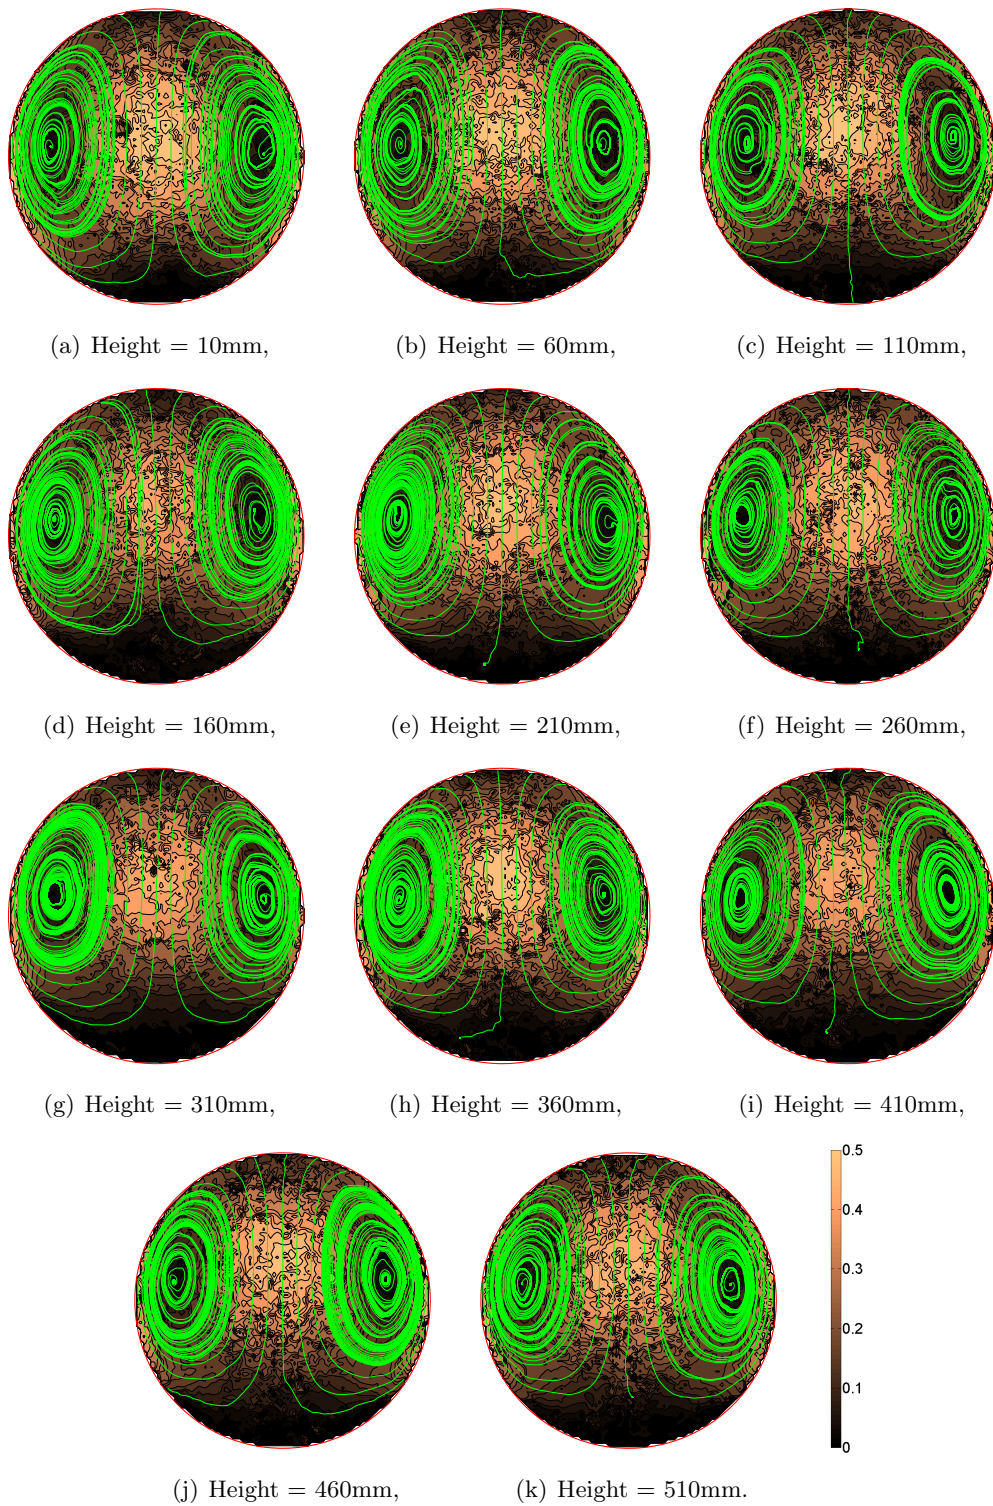 (a) Height = 10mm,
(b) Height = 60mm,
(c) Height = 110mm,
(d) Height = 160mm,
(e) Height = 210mm,
(f) Height = 260mm,
(g) Height = 310mm,
(h) Height = 360mm,
(i) Height = 410mm,
0.5
0.4
0.3
0.2
0.1
0
(j) Height = 460mm,
(k) Height = 510mm.